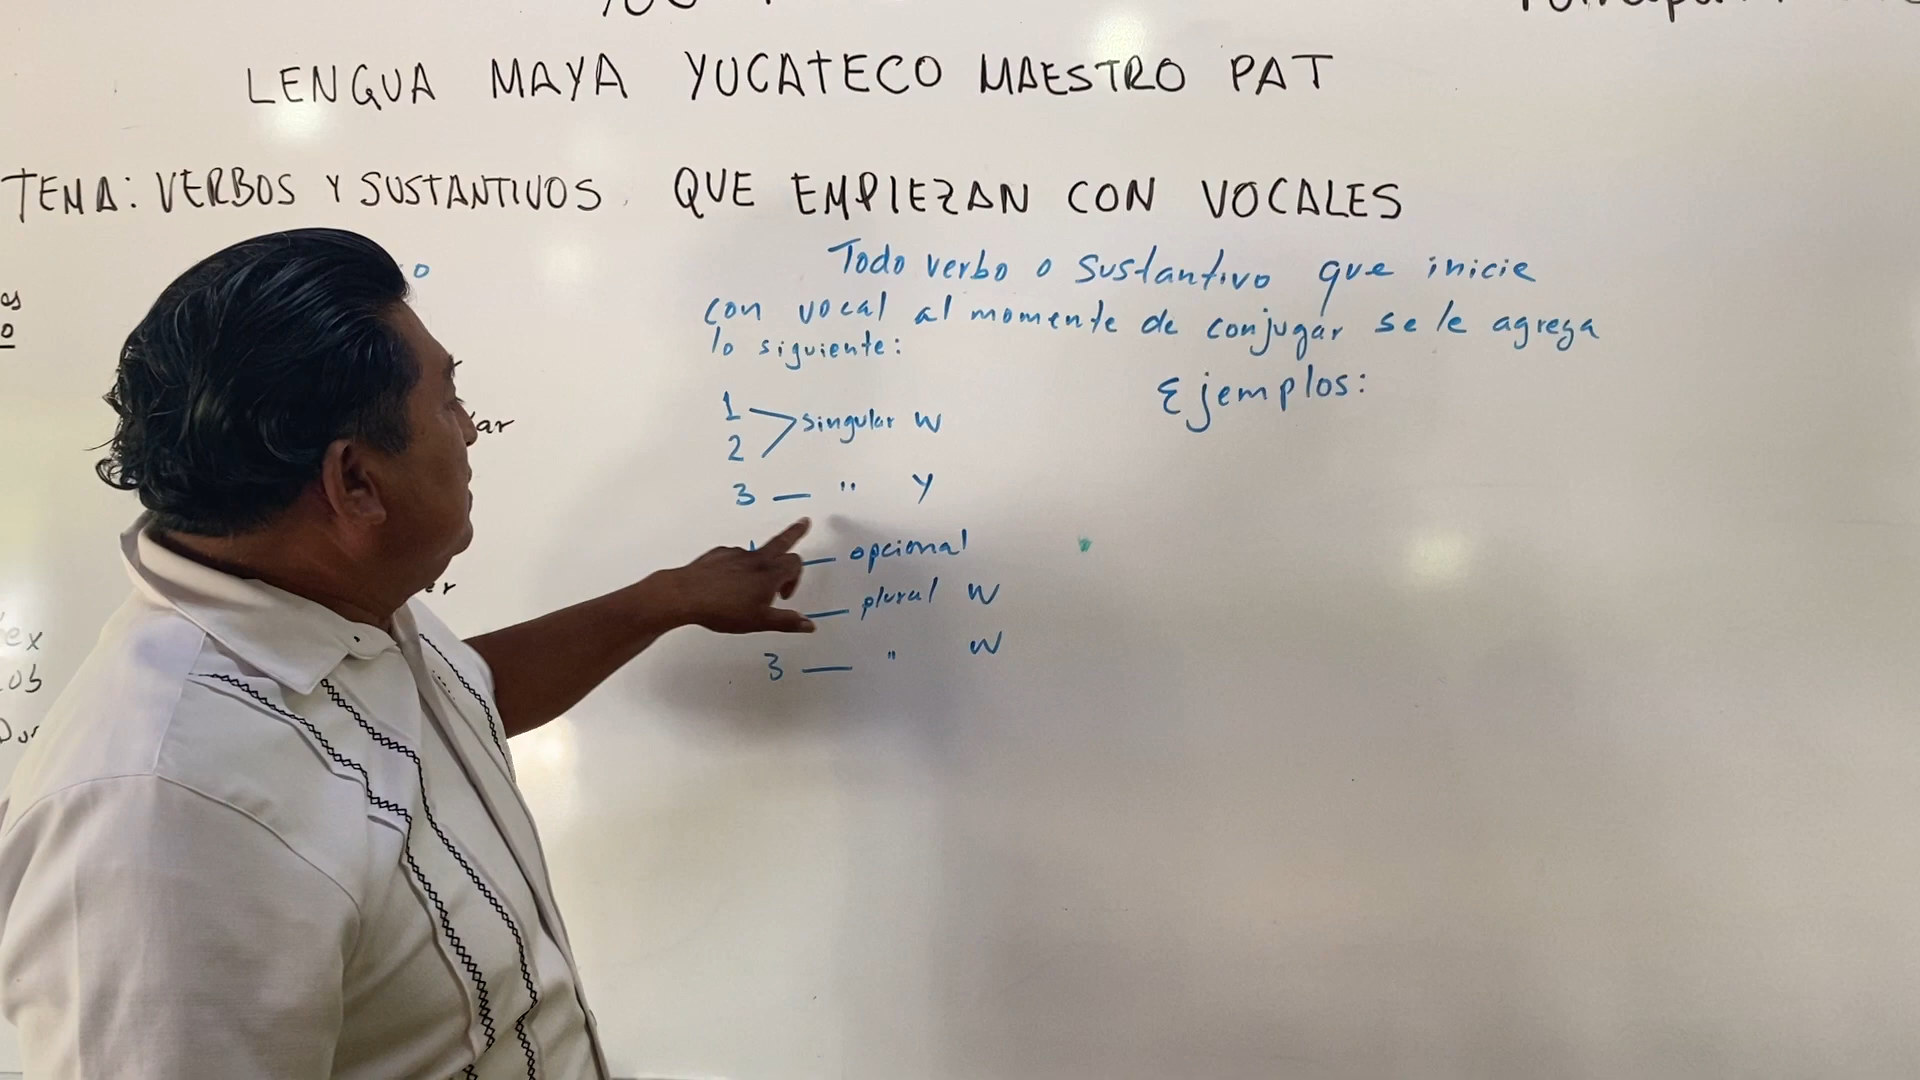 LENGUA MAYA YUCATECO MAESTRO PAT
TEMA: VERBOS Y SUSTANTIVOS QUE EMPIEZAN CON VOCALES
Todo verbo o sustantivo que inicie
con vocal al momente de conjugar se le agrega
lo siguiente:
Ejemplos:
1
2 singular W
3 — " Y
— opcional
— plural W
3 — " W